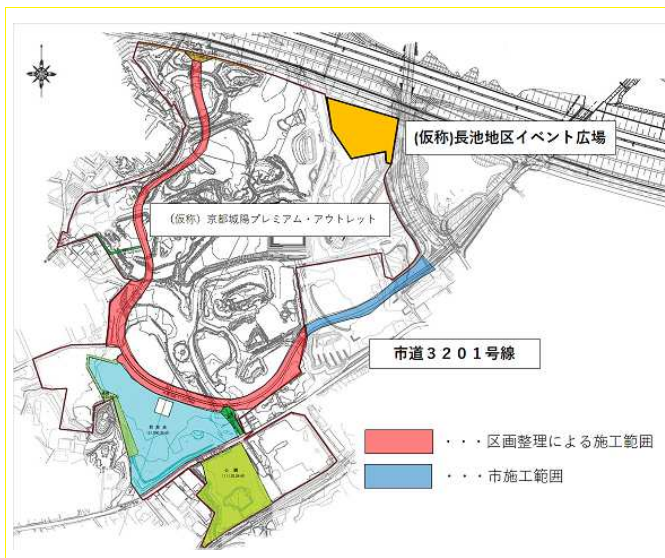 (仮称)長池地区イベント広場
(仮称) 京都城陽プレミアム・アウトレット
市道３２０１号線
・・・区画整理による施工範囲
・・・市施工範囲
公園